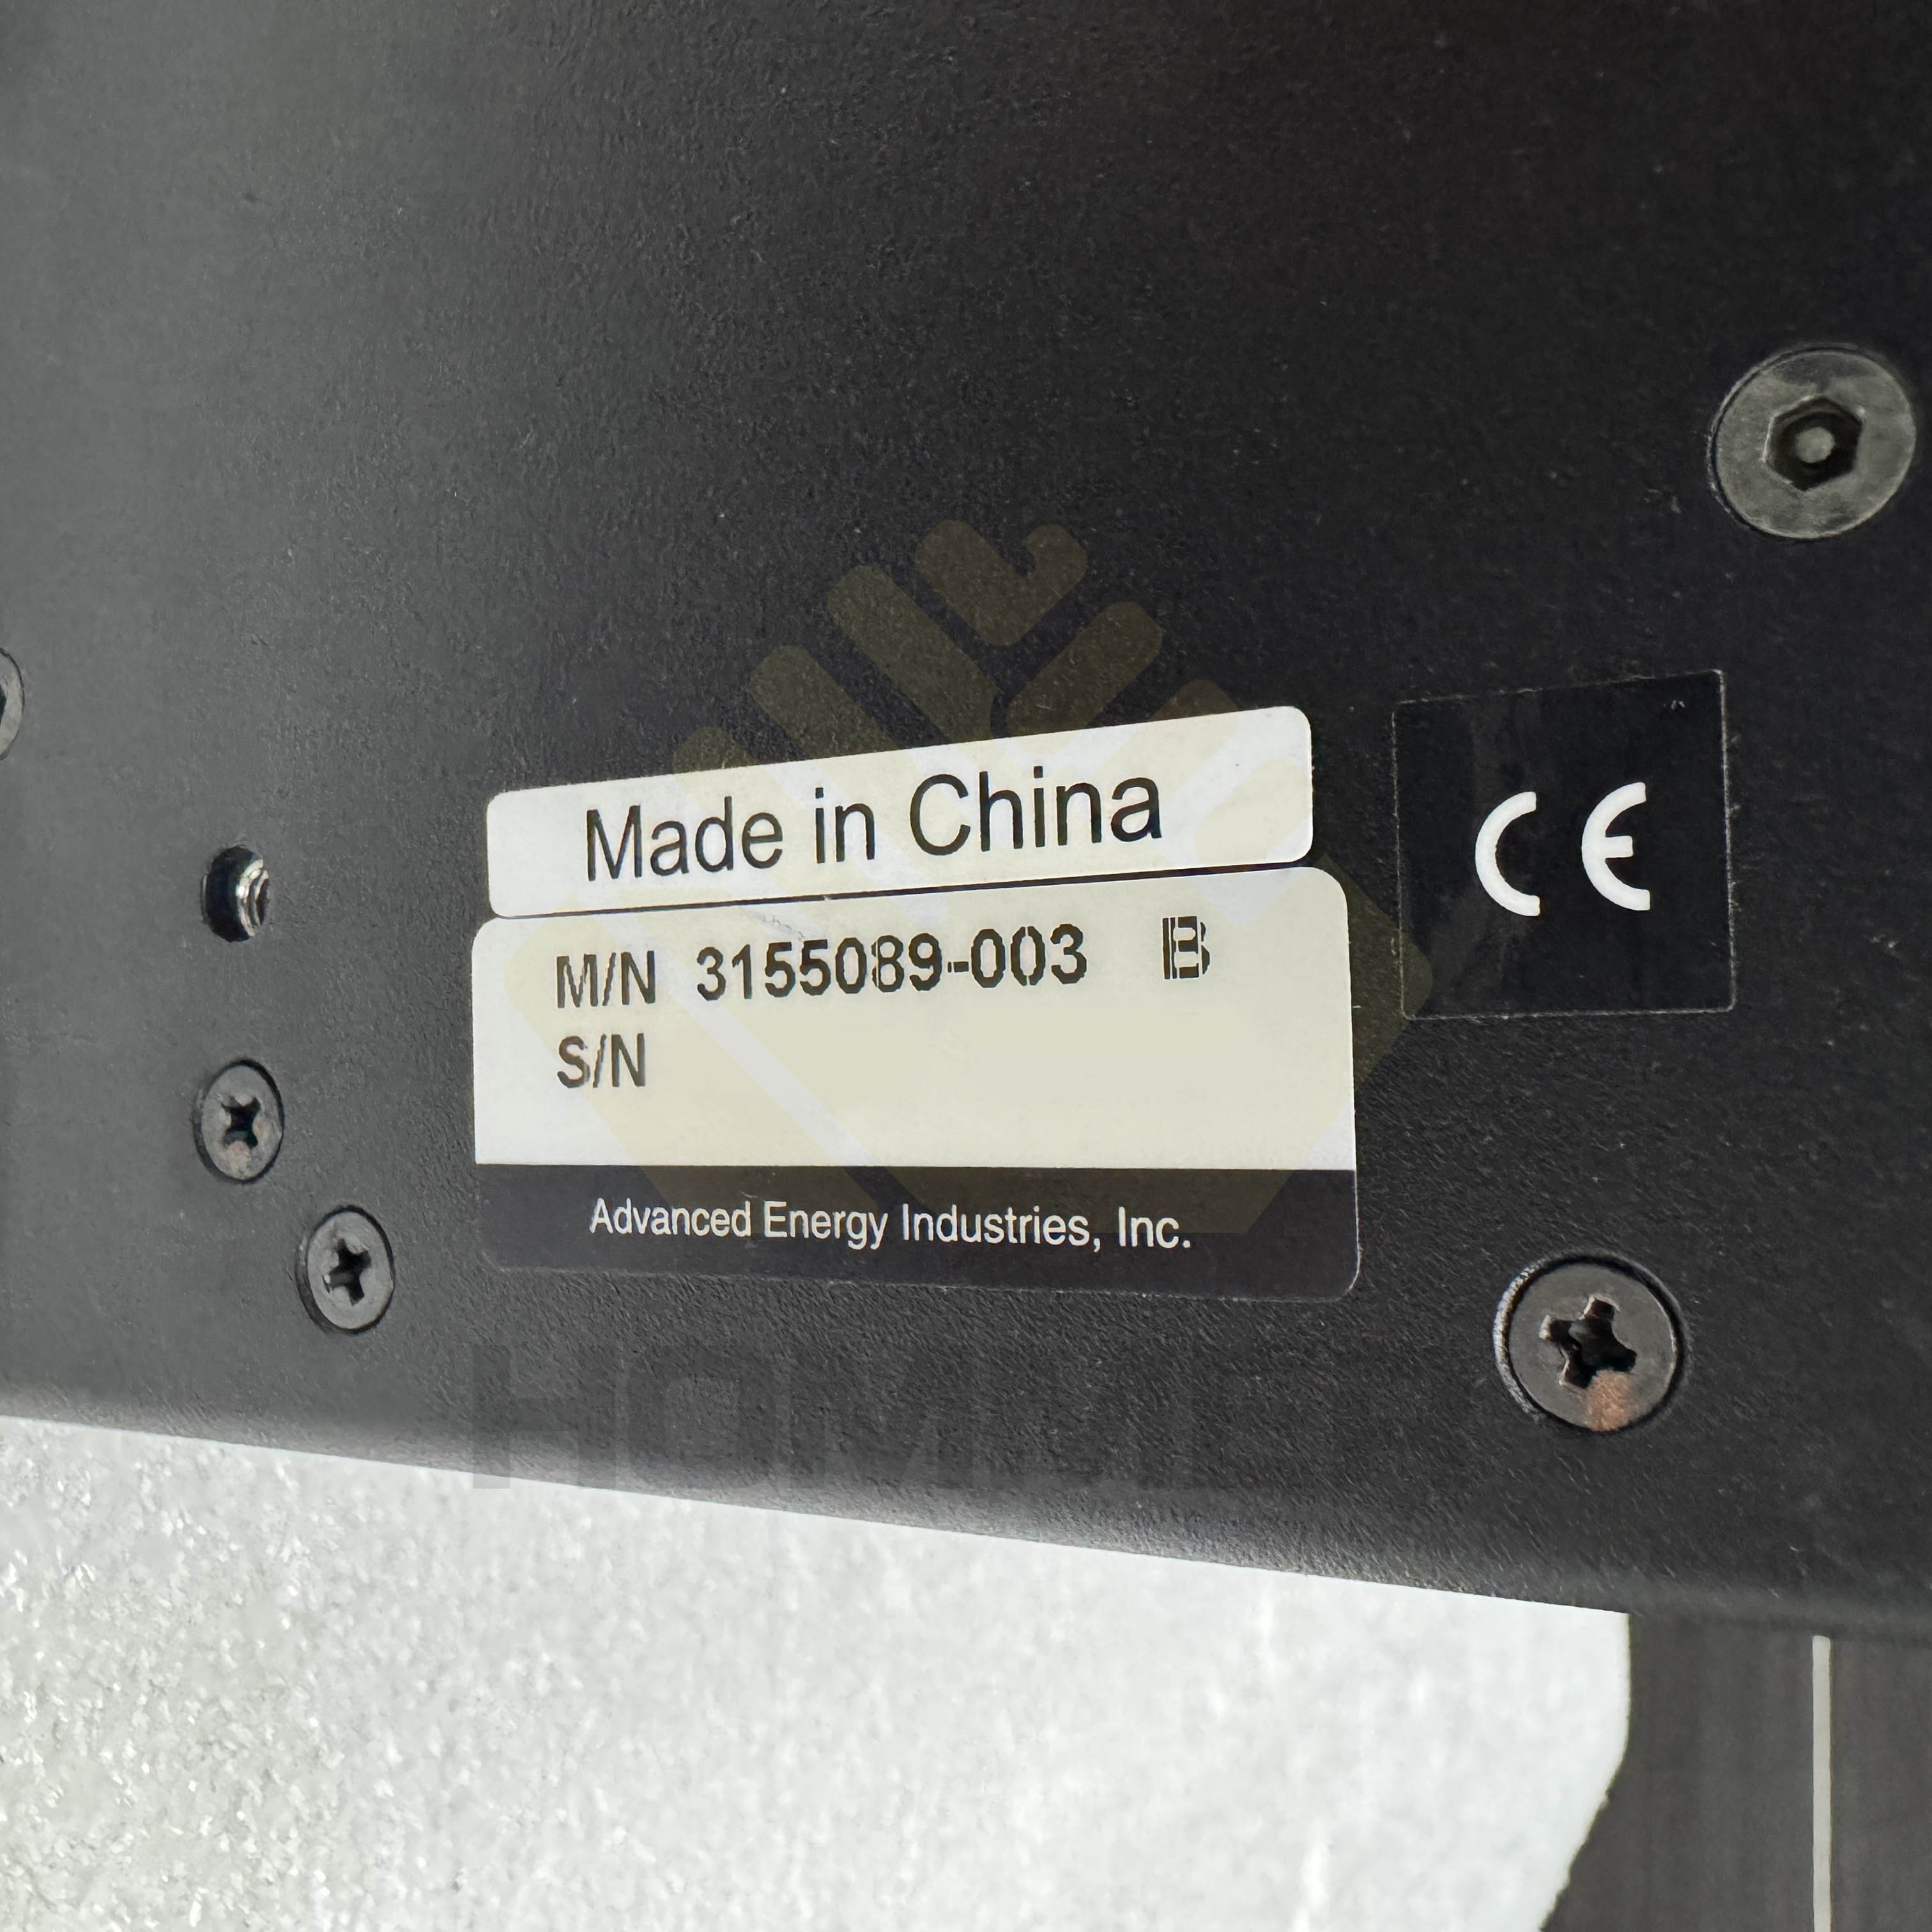 Made in China
M/N 3155089-003 B
S/N
Advanced Energy Industries, Inc.
CE